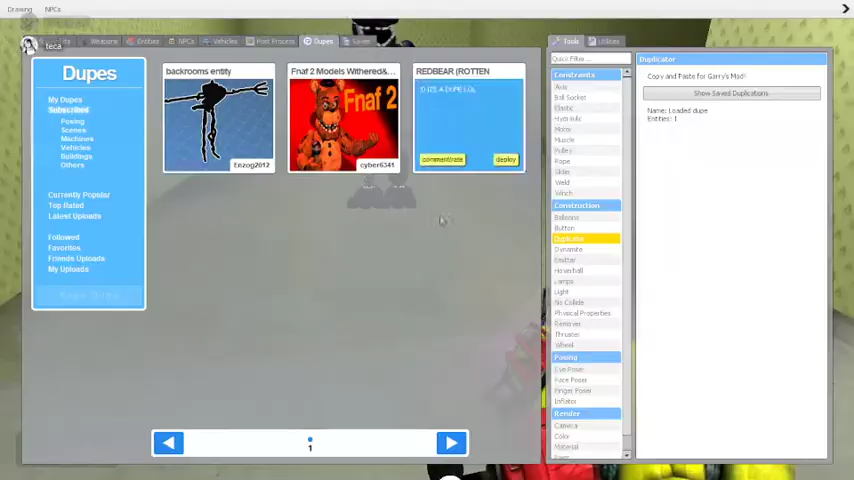 Drawing NPCs
teca
Weapons Entities NPCs Vehicles Post Process Dupes Saves
Tools Utilities
Dupes
My Dupes
Subscribed
Posing
Scenes
Machines
Vehicles
Buildings
Others
Currently Popular
Top Rated
Latest Uploads
Followed
Favorites
Friends Uploads
My Uploads
Save Dupe
backrooms entity
Enzog2012
Fnaf 2 Models Withered&...
Fnaf 2
cyber6341
REDBEAR (ROTTEN
comment/rate
deploy
1
Quick Filter...
Constraints
Axis
Ball Socket
Elastic
Hydraulic
Motor
Muscle
Pulley
Rope
Slider
Weld
Winch
Construction
Balloons
Button
Duplicator
Dynamite
Emitter
Hoverball
Lamps
Light
No Collide
Physical Properties
Remover
Thruster
Wheel
Posing
Eye Poser
Face Poser
Finger Poser
Inflator
Render
Camera
Color
Material
Duplicator
Copy and Paste for Garry's Mod!
Show Saved Duplications
Name: Loaded dupe
Entities: 1